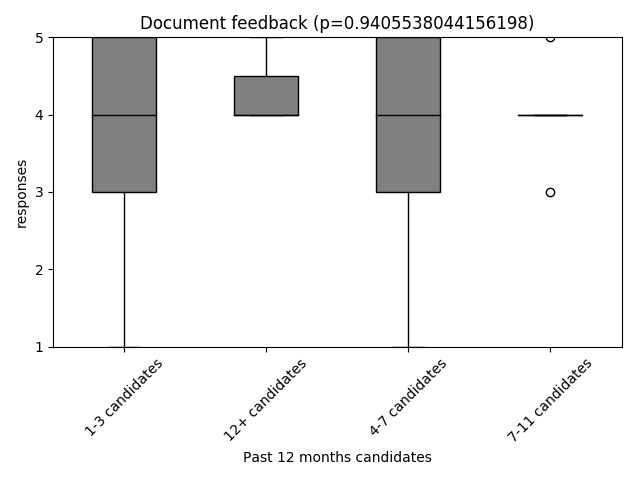 Document feedback (p=0.9405538044156198)
5
4
3
2
1
responses
1-3 candidates
12+ candidates
4-7 candidates
7-11 candidates
Past 12 months candidates